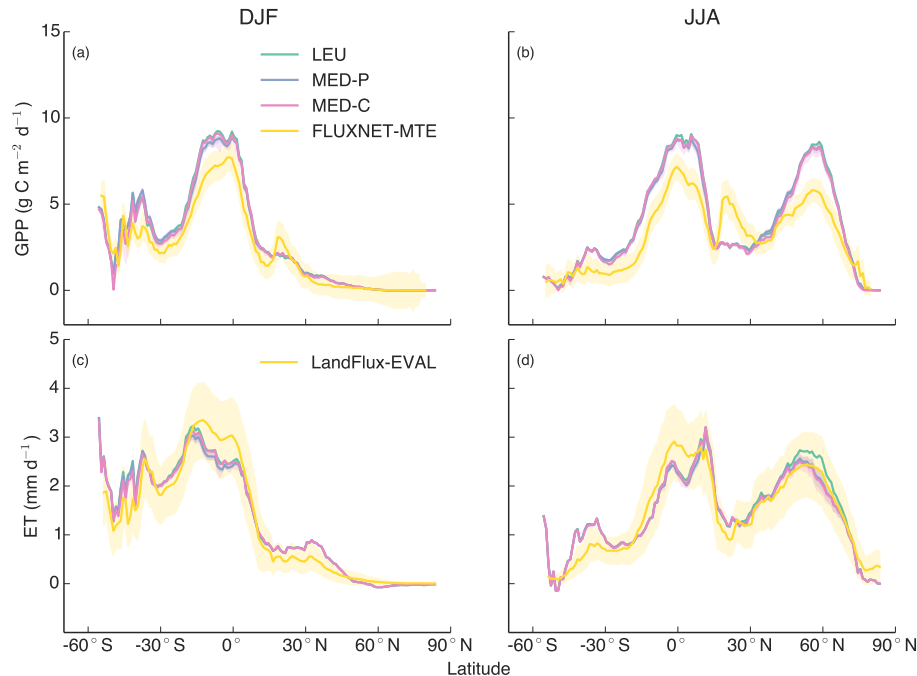 DJF
JJA
(a)
LEU
MED-P
MED-C
FLUXNET-MTE
(b)
15
10
5
0
GPP (g C m⁻² d⁻¹)
(c)
LandFlux-EVAL
(d)
5
4
3
2
1
0
ET (mm d⁻¹)
-60° S -30° S 0° 30° N 60° N 90° N
-60° S -30° S 0° 30° N 60° N 90° N
Latitude